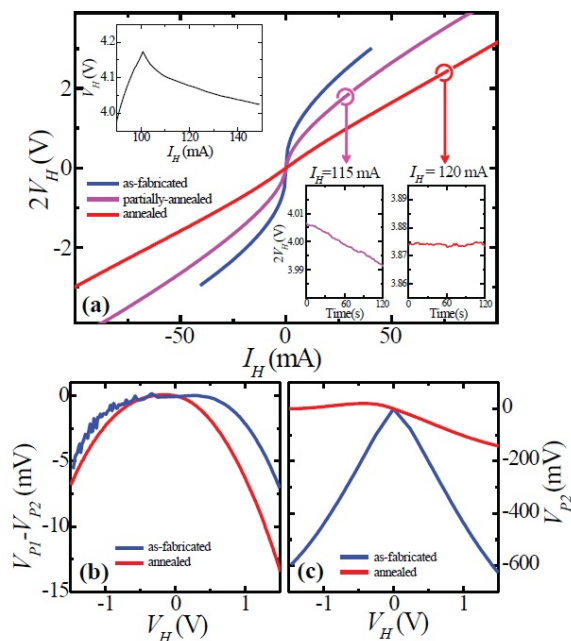 4.2
4.1
4.0
V_H (V)
100
120
140
I_H (mA)
2
0
-2
2V_H (V)
as-fabricated
partially-annealed
annealed
I_H=115 mA
I_H = 120 mA
4.01
4.00
3.99
2V_H (V)
0
60
120
Time(s)
3.88
3.87
3.86
0
60
120
Time(s)
(a)
-50
0
50
I_H (mA)
0
-5
-10
-15
V_P1-V_P2 (mV)
as-fabricated
annealed
(b)
-1
0
1
V_H (V)
(c)
as-fabricated
annealed
0
-200
-400
-600
V_P2 (mV)
-1
0
1
V_H (V)